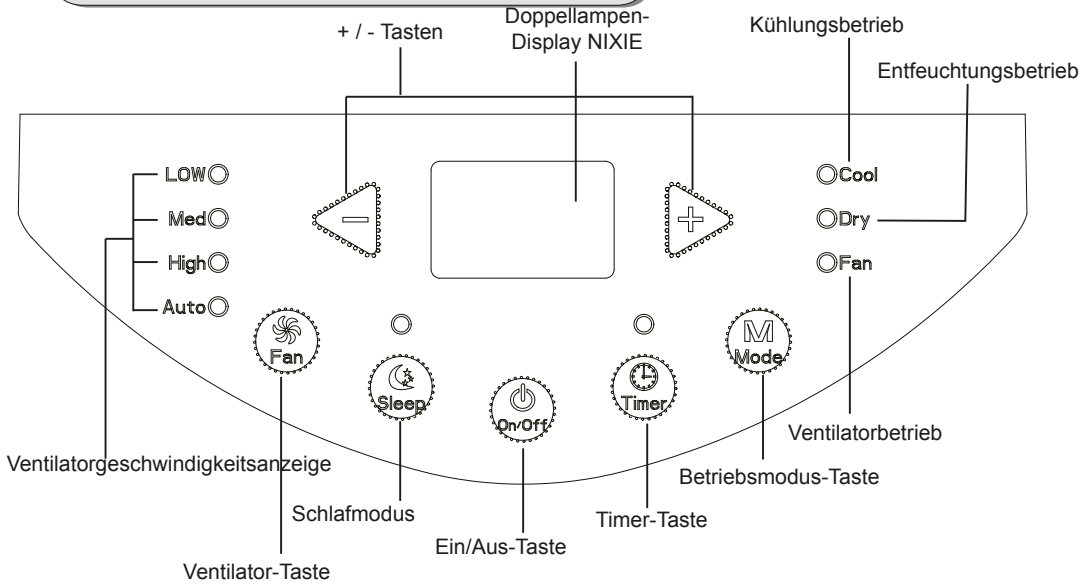 Doppellampen-
Display NIXIE
+ / - Tasten
Kühlungsbetrieb
Entfeuchtungsbetrieb
LOW
Med
High
Auto
Cool
Dry
Fan
Fan
Sleep
On/Off
Timer
M
Mode
Ventilatorgeschwindigkeitsanzeige
Ventilatorbetrieb
Betriebsmodus-Taste
Schlafmodus
Timer-Taste
Ein/Aus-Taste
Ventilator-Taste